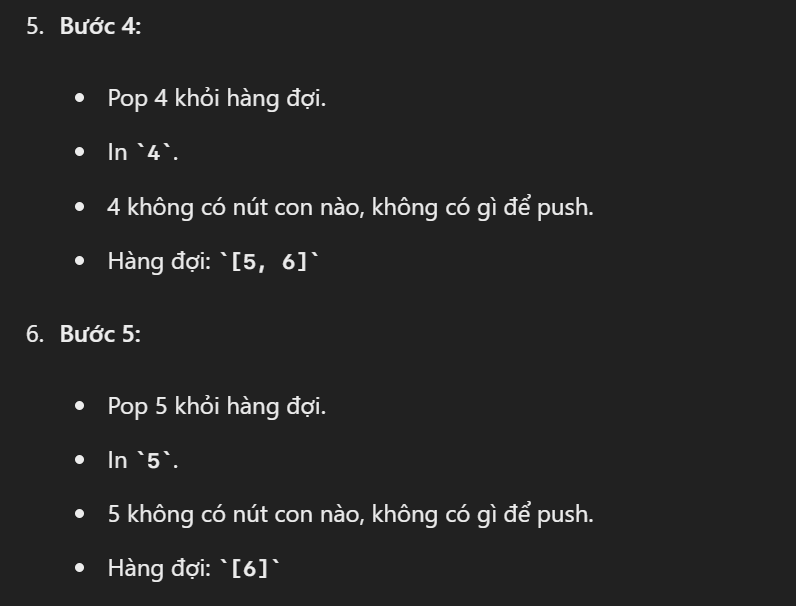 5. Bước 4:
• Pop 4 khỏi hàng đợi.
• In `4`.
• 4 không có nút con nào, không có gì để push.
• Hàng đợi: `[5, 6]`
6. Bước 5:
• Pop 5 khỏi hàng đợi.
• In `5`.
• 5 không có nút con nào, không có gì để push.
• Hàng đợi: `[6]`